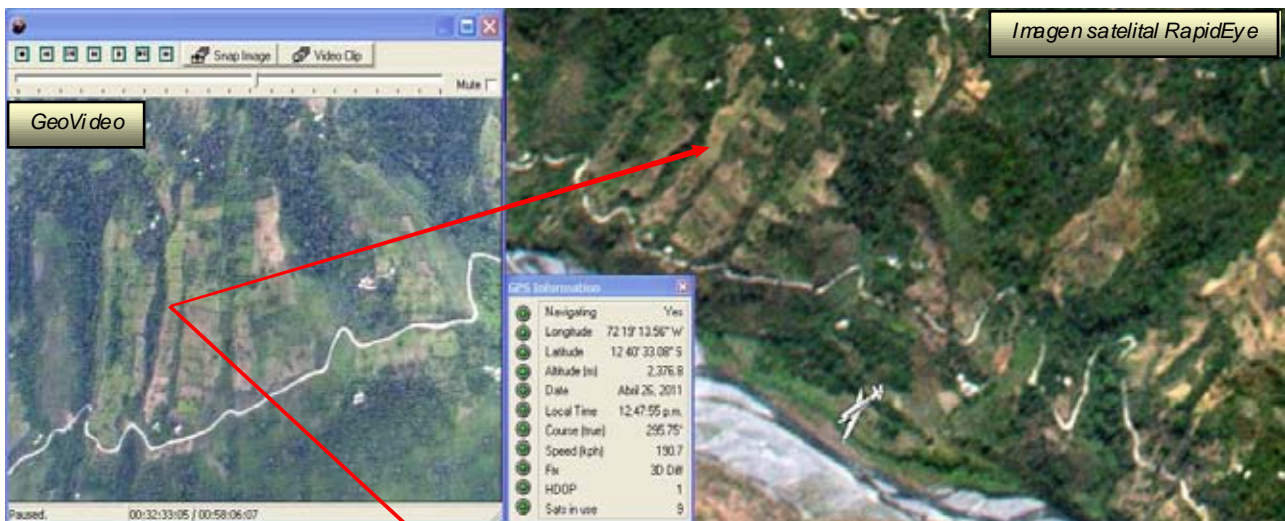 Imagen satelital RapidEye
Snap Image
Video Clip
Mute
GeoVideo
GPS Information
Navigating Yes
Longitude 72 19' 13.56" W
Latitude 12 40' 33.08" S
Altitude (m) 2,376.8
Date Abril 26, 2011
Local Time 12:47:55 p.m.
Course (true) 295.75°
Speed (kph) 190.7
Fix 3D Diff
HDOP 1
Sats in use 9
Paused. 00:32:33:05 / 00:58:06:07